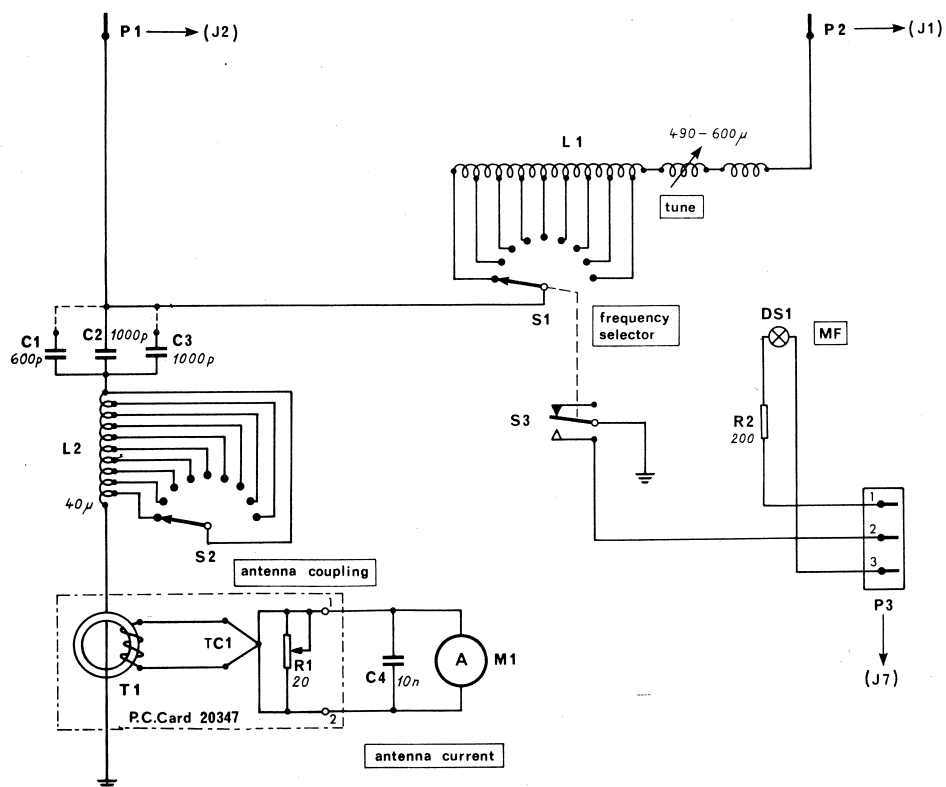 P1 (J2)
P2 (J1)
490-600µ
L1
tune
S1
frequency
selector
DS1
MF
C1
600p
C2
1000p
C3
1000p
S3
R2
200
L2
40µ
S2
antenna coupling
1
2
3
P3
(J7)
T1
TC1
R1
20
1
2
C4
10n
A
M1
P.C.Card 20347
antenna current